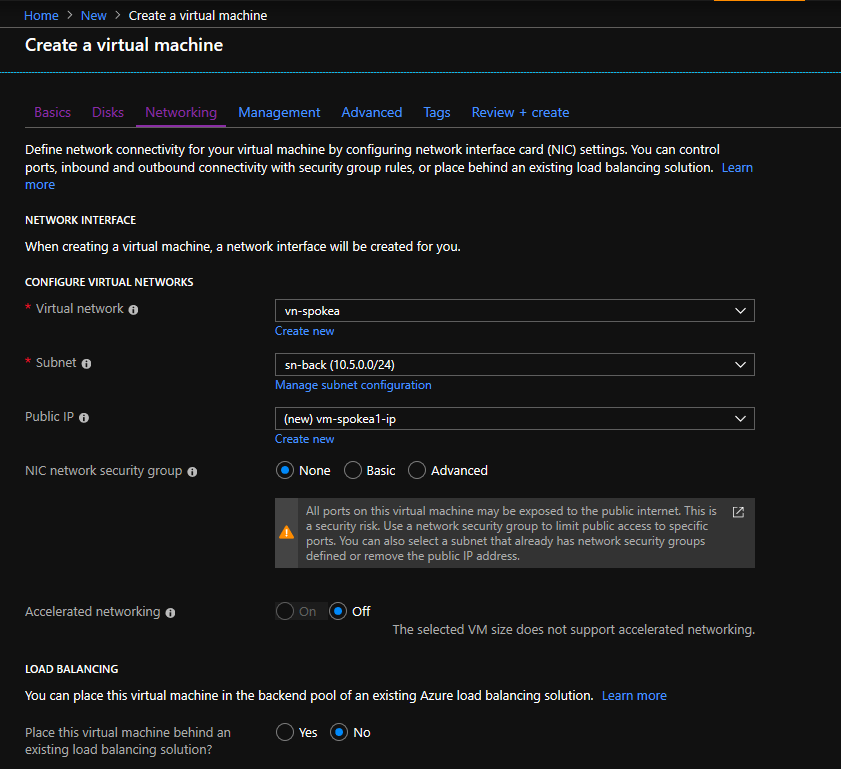 Home > New > Create a virtual machine
Create a virtual machine
Basics Disks Networking Management Advanced Tags Review + create
Define network connectivity for your virtual machine by configuring network interface card (NIC) settings. You can control
ports, inbound and outbound connectivity with security group rules, or place behind an existing load balancing solution. Learn
more
NETWORK INTERFACE
When creating a virtual machine, a network interface will be created for you.
CONFIGURE VIRTUAL NETWORKS
* Virtual network
vn-spokea
Create new
* Subnet
sn-back (10.5.0.0/24)
Manage subnet configuration
Public IP
(new) vm-spokea1-ip
Create new
NIC network security group
None Basic Advanced
All ports on this virtual machine may be exposed to the public internet. This is
a security risk. Use a network security group to limit public access to specific
ports. You can also select a subnet that already has network security groups
defined or remove the public IP address.
Accelerated networking
On Off
The selected VM size does not support accelerated networking.
LOAD BALANCING
You can place this virtual machine in the backend pool of an existing Azure load balancing solution. Learn more
Place this virtual machine behind an
existing load balancing solution?
Yes No